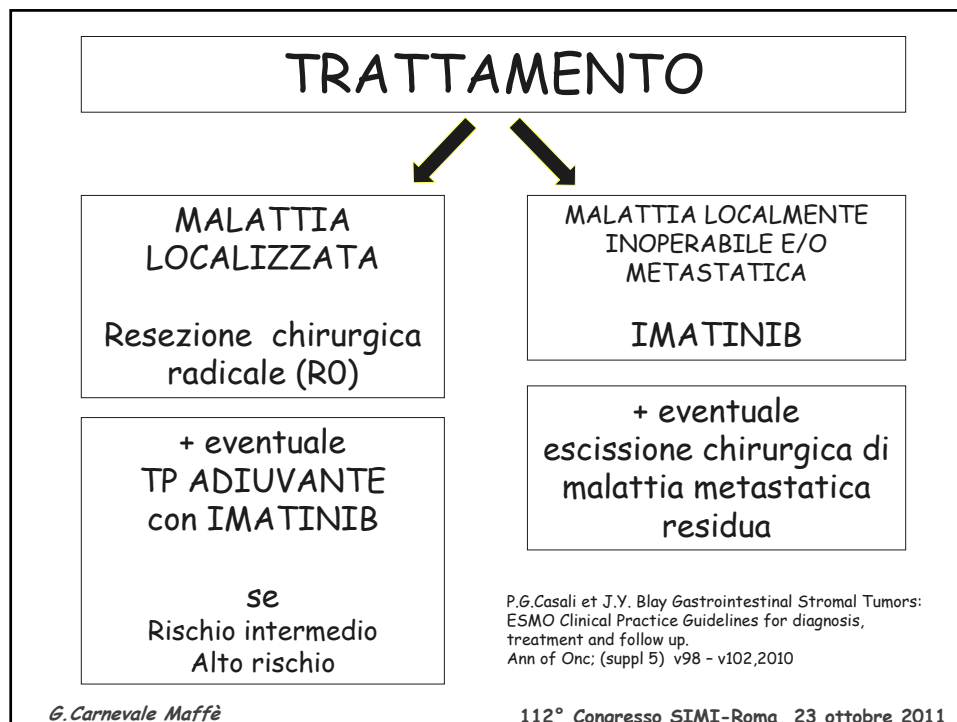 TRATTAMENTO
MALATTIA
LOCALIZZATA
Resezione chirurgica
radicale (R0)
+ eventuale
TP ADIUVANTE
con IMATINIB
se
Rischio intermedio
Alto rischio
MALATTIA LOCALMENTE
INOPERABILE E/O
METASTATICA
IMATINIB
+ eventuale
escissione chirurgica di
malattia metastatica
residua
P.G.Casali et J.Y. Blay Gastrointestinal Stromal Tumors:
ESMO Clinical Practice Guidelines for diagnosis,
treatment and follow up.
Ann of Onc; (suppl 5) v98 – v102,2010
G.Carnevale Maffè
112° Congresso SIMI-Roma 23 ottobre 2011